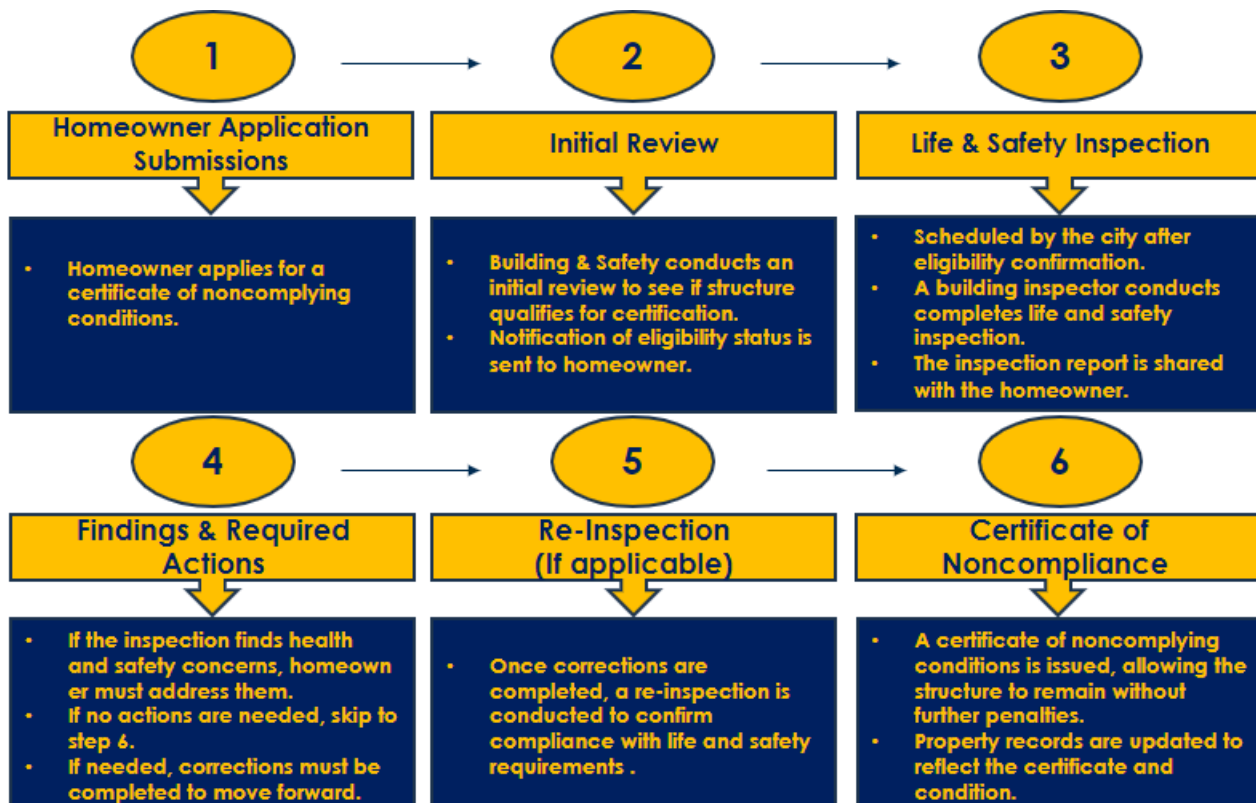 1
2
3
Homeowner Application
Submissions
Initial Review
Life & Safety Inspection
• Homeowner applies for a
certificate of noncomplying
conditions.
• Building & Safety conducts an
initial review to see if structure
qualifies for certification.
• Notification of eligibility status is
sent to homeowner.
• Scheduled by the city after
eligibility confirmation.
• A building inspector conducts
completes life and safety
inspection.
• The inspection report is shared
with the homeowner.
4
5
6
Findings & Required
Actions
Re-Inspection
(If applicable)
Certificate of
Noncompliance
• If the inspection finds health
and safety concerns, homeown
er must address them.
• If no actions are needed, skip to
step 6.
• If needed, corrections must be
completed to move forward.
• Once corrections are
completed, a re-inspection is
conducted to confirm
compliance with life and safety
requirements .
• A certificate of noncomplying
conditions is issued, allowing the
structure to remain without
further penalties.
• Property records are updated to
reflect the certificate and
condition.